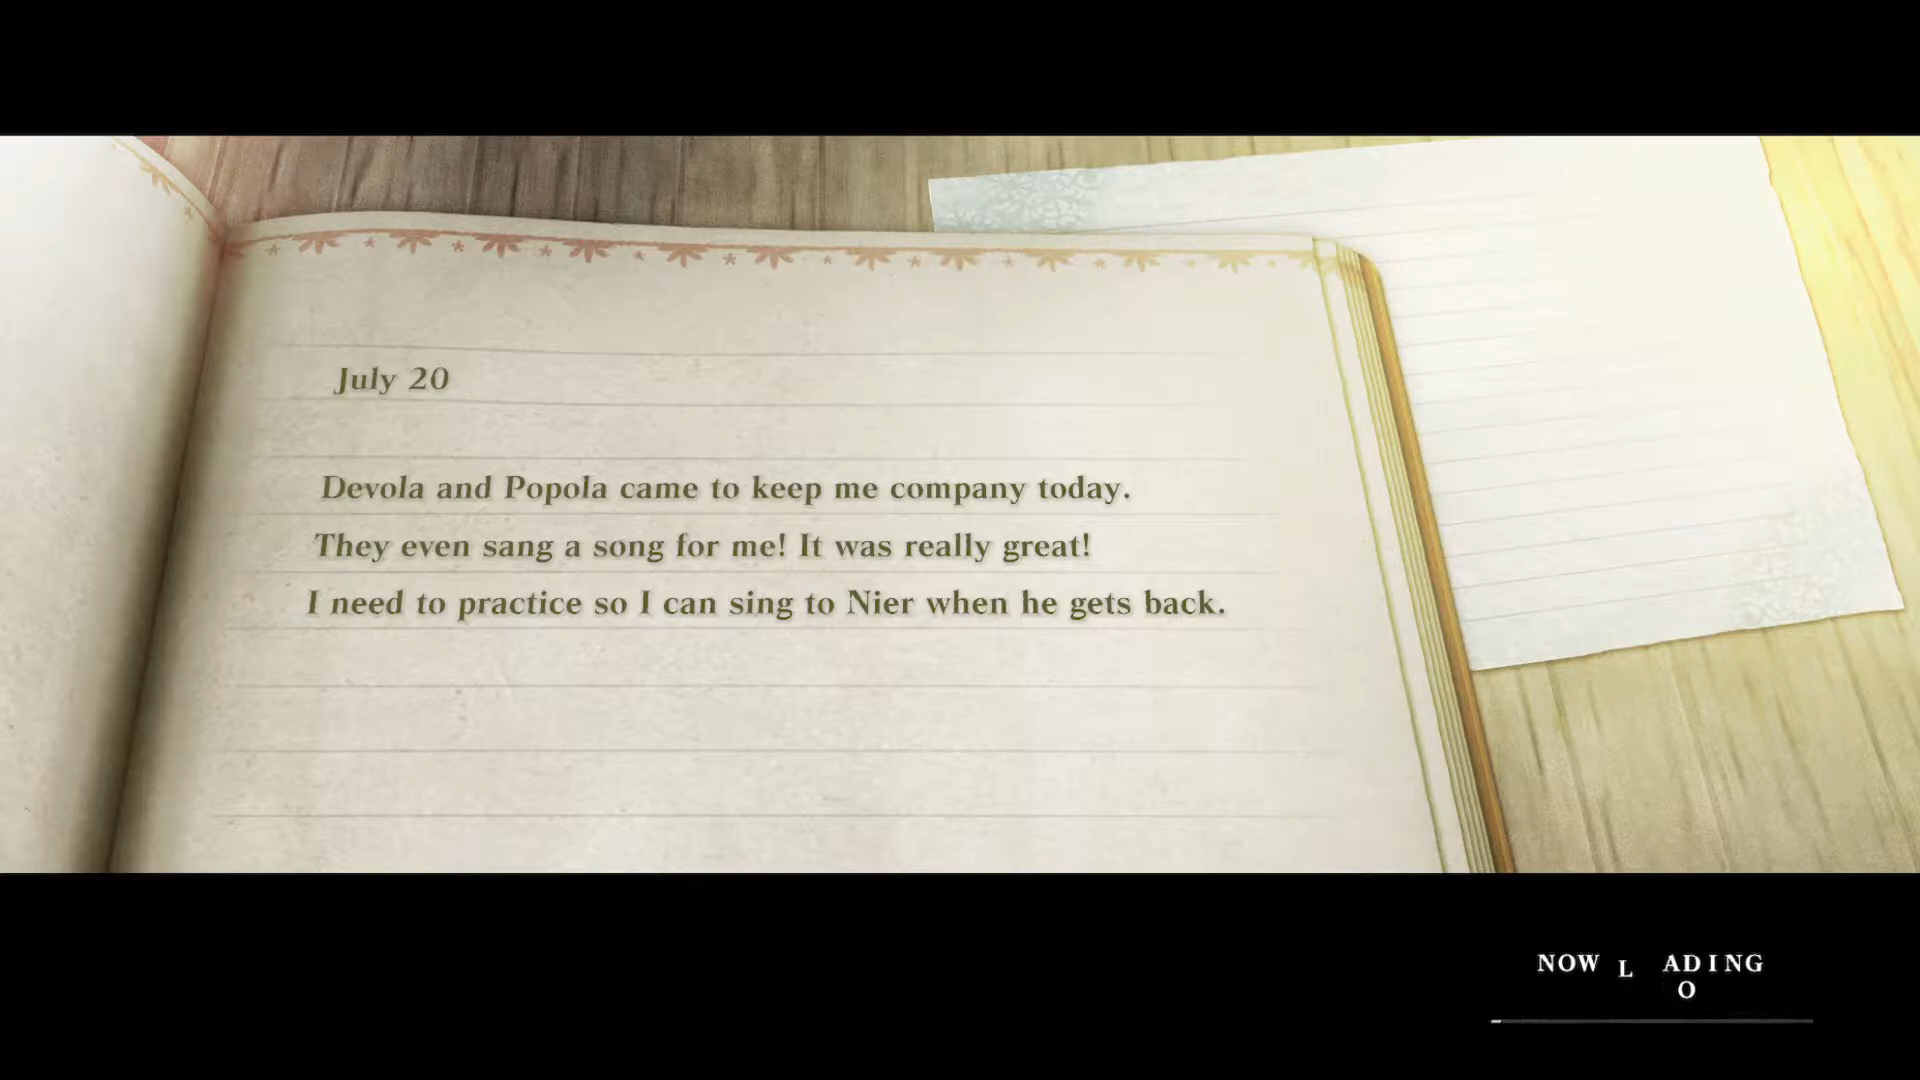 July 20
Devola and Popola came to keep me company today.
They even sang a song for me! It was really great!
I need to practice so I can sing to Nier when he gets back.
NOW LOADING